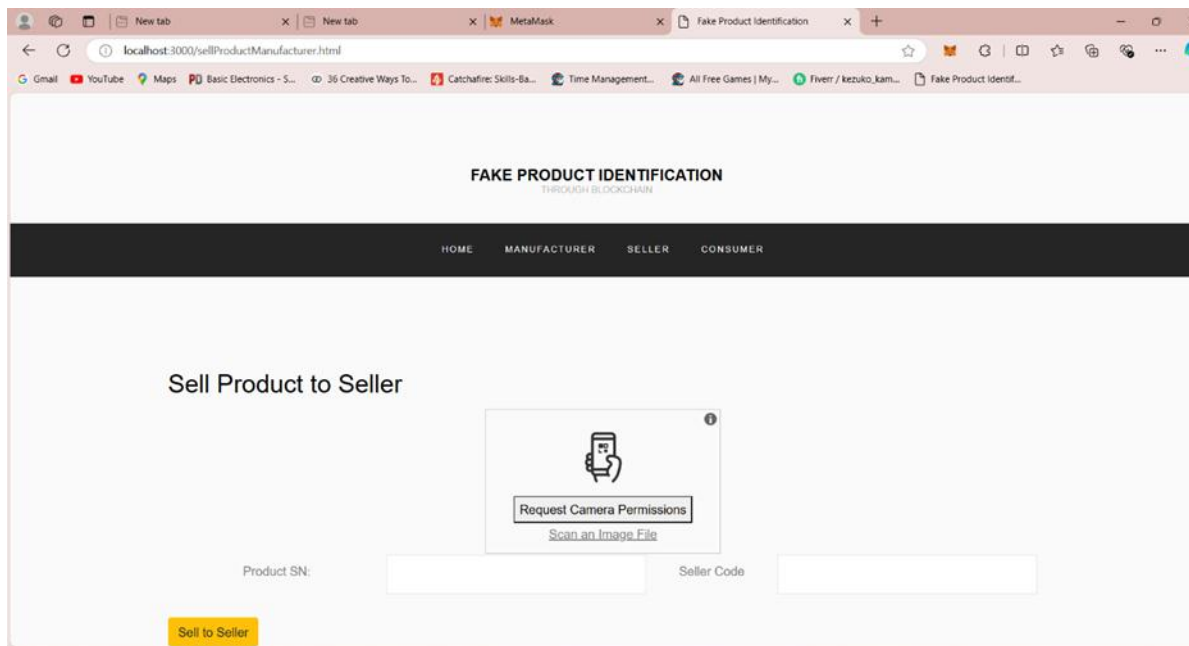 New tab
New tab
MetaMask
Fake Product Identification
localhost:3000/sellProductManufacturer.html
Gmail YouTube Maps PD Basic Electronics - S... 36 Creative Ways To... Catchafire: Skills-Ba... Time Management... All Free Games | My... Fiverr / kezuko_kam... Fake Product Identif...
FAKE PRODUCT IDENTIFICATION
THROUGH BLOCKCHAIN
HOME MANUFACTURER SELLER CONSUMER
Sell Product to Seller
Request Camera Permissions
Scan an Image File
Product SN: Seller Code
Sell to Seller